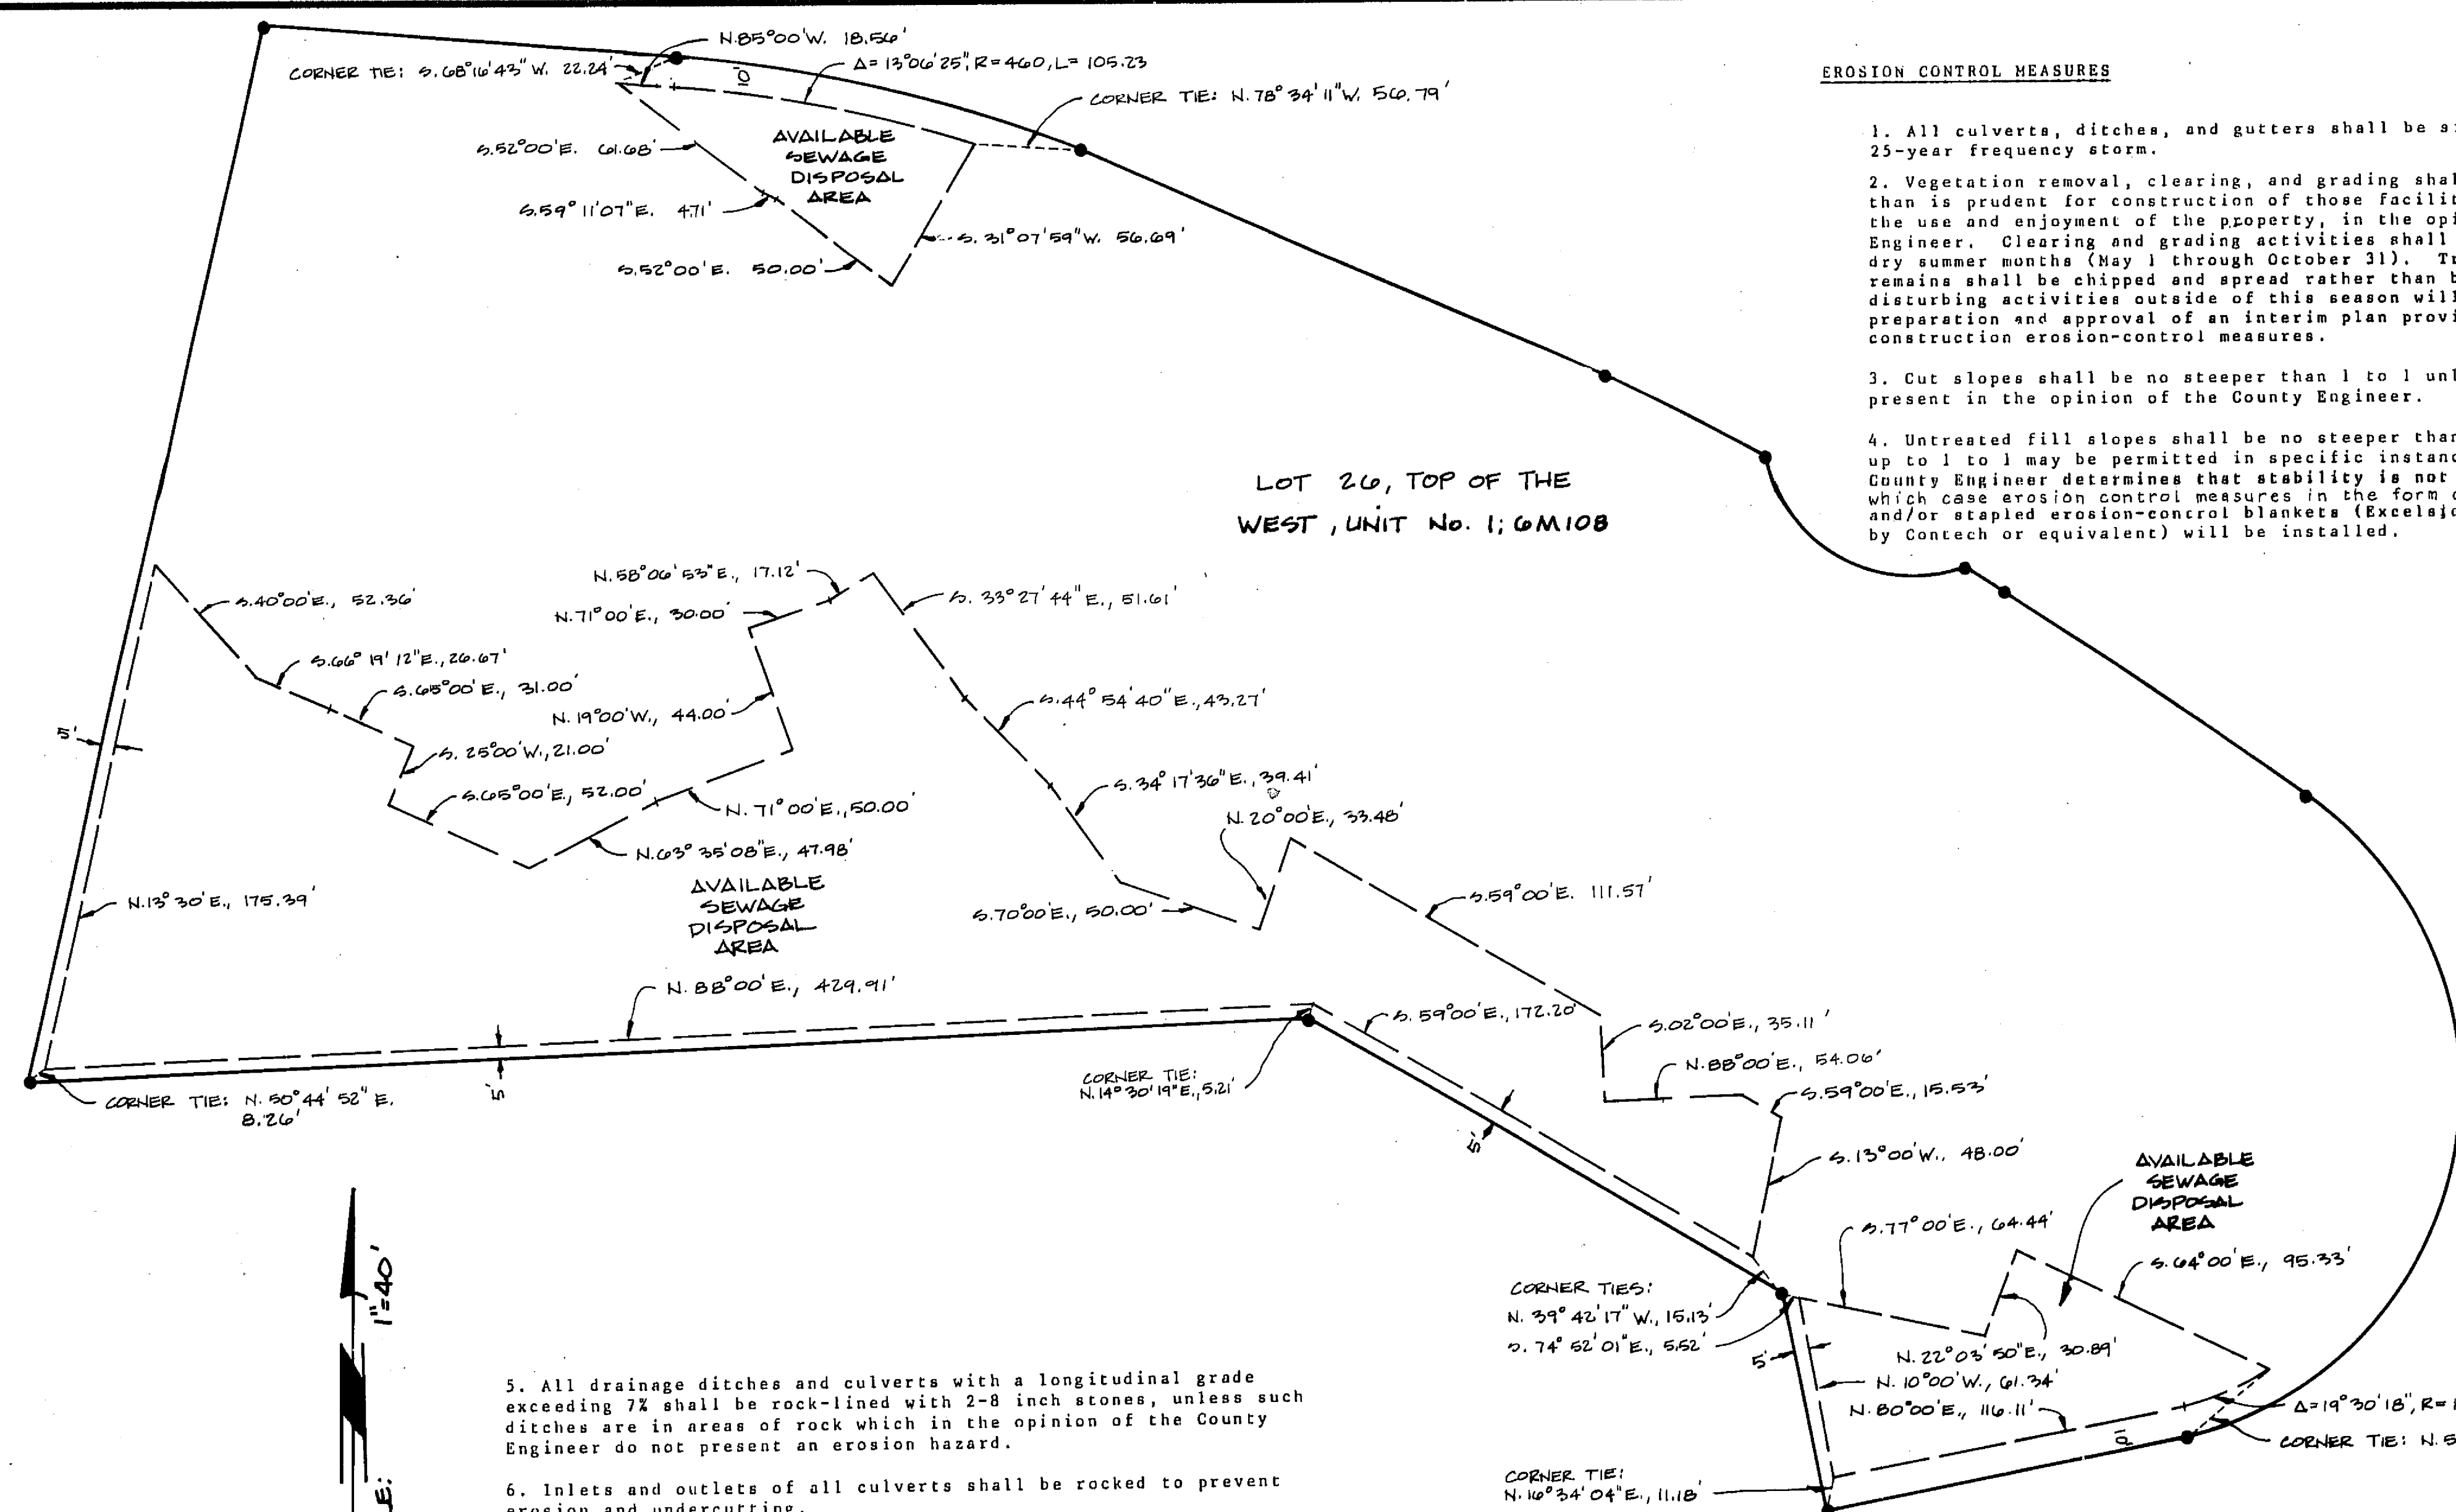 N.85°00'W. 18.56'
CORNER TIE: S.68°16'43"W. 22.24'
Δ=13°06'25", R=460, L=105.23
10'
CORNER TIE: N.78°34'11"W. 56.79'
S.52°00'E. 61.68'
AVAILABLE
SEWAGE
DISPOSAL
AREA
S.59°11'07"E. 4.71'
S.31°07'59"W. 56.69'
S.52°00'E. 50.00'
EROSION CONTROL MEASURES
1. All culverts, ditches, and gutters shall be
25-year frequency storm.
2. Vegetation removal, clearing, and grading
than is prudent for construction of those
the use and enjoyment of the property, in the
Engineer. Clearing and grading activities shall
dry summer months (May 1 through October 31).
remains shall be chipped and spread rather than
disturbing activities outside of this season will
preparation and approval of an interim plan
construction erosion-control measures.
3. Cut slopes shall be no steeper than 1 to 1
present in the opinion of the County Engineer.
4. Untreated fill slopes shall be no steeper than
up to 1 to 1 may be permitted in specific
County Engineer determines that stability is not
which case erosion control measures in the form
and/or stapled erosion-control blankets
by Contech or equivalent) will be installed.
LOT 26, TOP OF THE
WEST, UNIT No. 1; 6M108
S.40°00'E., 52.36'
S.66°19'12"E., 26.67'
S.65°00'E., 31.00'
N.58°06'53"E., 17.12'
N.71°00'E., 30.00'
S.33°27'44"E., 51.61'
N.19°00'W., 44.00'
S.44°54'40"E., 43.27'
5'
S.25°00'W., 21.00'
S.65°00'E., 52.00'
N.71°00'E., 50.00'
S.34°17'36"E., 39.41'
N.20°00'E., 33.48'
N.63°35'08"E., 47.98'
AVAILABLE
SEWAGE
DISPOSAL
AREA
N.13°30'E., 175.39'
S.70°00'E., 50.00'
S.59°00'E. 111.57'
N.88°00'E., 429.91'
S.59°00'E., 172.20'
S.02°00'E., 35.11'
N.88°00'E., 54.06'
S.59°00'E., 15.53'
CORNER TIE: N.50°44'52"E.
8.26'
5'
CORNER TIE:
N.14°30'19"E., 5.21'
5'
S.13°00'W., 48.00'
AVAILABLE
SEWAGE
DISPOSAL
AREA
S.77°00'E., 64.44'
S.64°00'E., 95.33'
CORNER TIES:
N.39°42'17"W., 15.13'
S.74°52'01"E., 5.52'
5'
N.22°03'50"E., 30.89'
N.10°00'W., 61.34'
N.80°00'E., 116.11'
10'
Δ=19°30'18", R=
CORNER TIE: N.
CORNER TIE:
N.16°34'04"E., 11.18'
1"=40'
5. All drainage ditches and culverts with a longitudinal grade
exceeding 7% shall be rock-lined with 2-8 inch stones, unless such
ditches are in areas of rock which in the opinion of the County
Engineer do not present an erosion hazard.
6. Inlets and outlets of all culverts shall be rocked to prevent
erosion and undercutting.